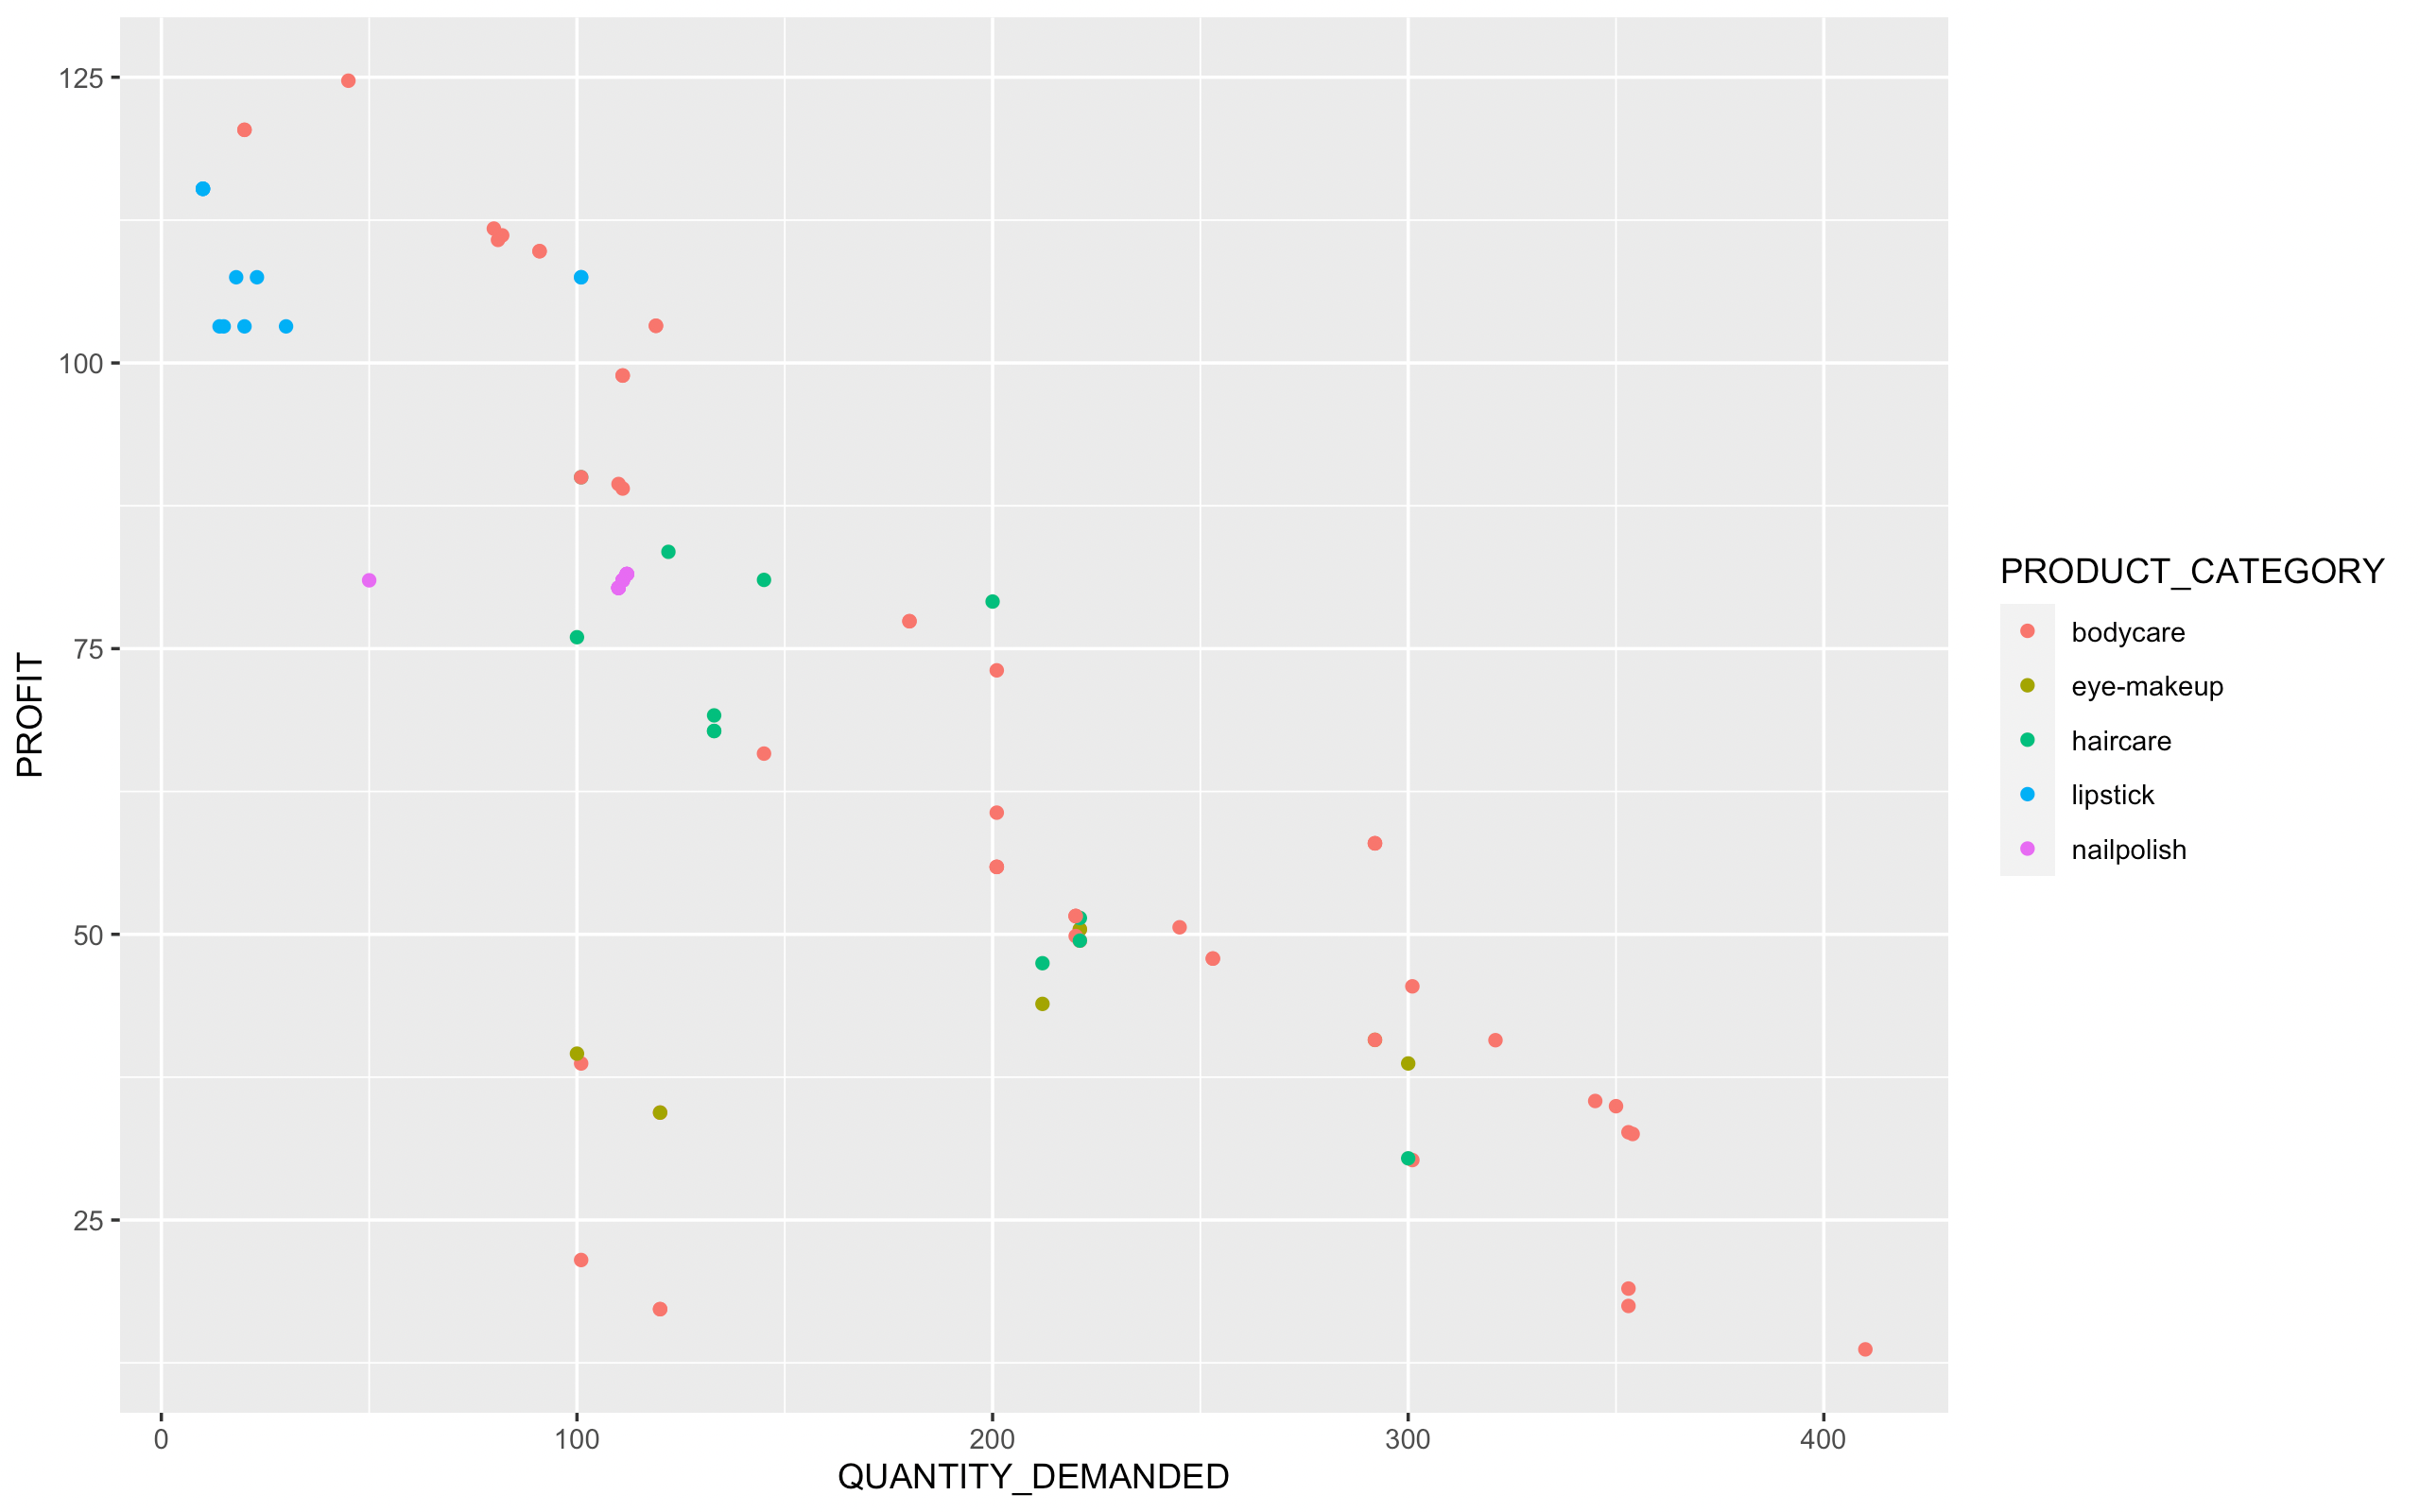 125
100
75
50
25
PROFIT
0 100 200 300 400
QUANTITY_DEMANDED
PRODUCT_CATEGORY
bodycare
eye-makeup
haircare
lipstick
nailpolish